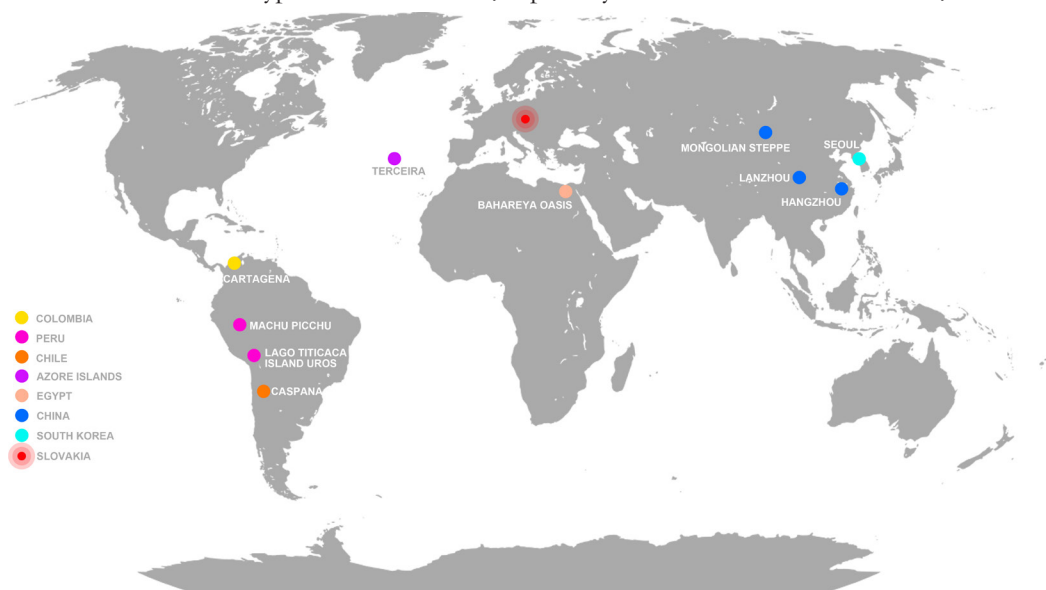 MONGOLIAN STEPPE
SEOUL
TERCEIRA
LANZHOU
BAHAREYA OASIS
HANGZHOU
CARTAGENA
COLOMBIA
MACHU PICCHU
PERU
LAGO TITICACA
ISLAND UROS
CHILE
AZORE ISLANDS
CASPANA
EGYPT
CHINA
SOUTH KOREA
SLOVAKIA